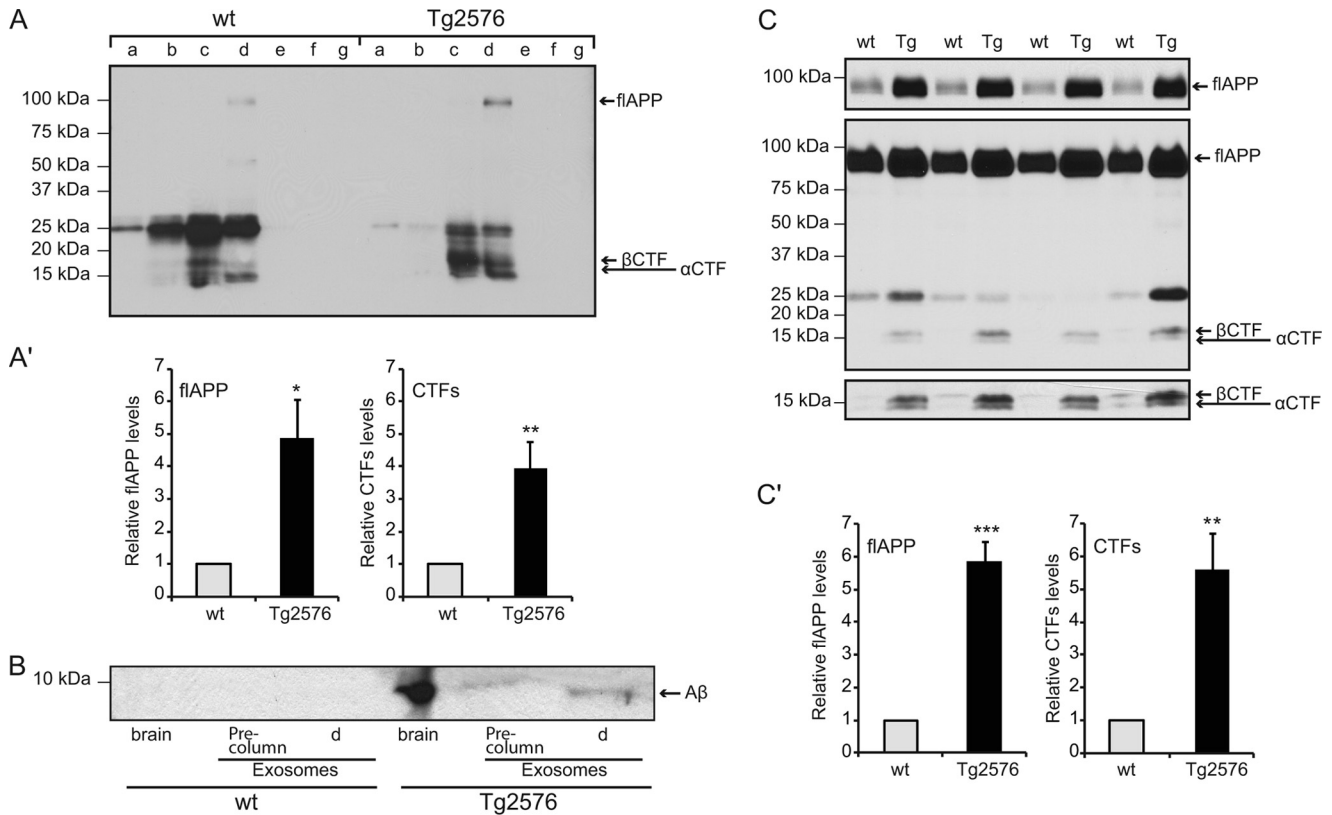 A
wt
Tg2576
a b c d e f g a b c d e f g
100 kDa
75 kDa
50 kDa
37 kDa
25 kDa
20 kDa
15 kDa
flAPP
βCTF
αCTF
A'
7
6
5
4
3
2
1
0
Relative flAPP levels
flAPP
*
wt Tg2576
7
6
5
4
3
2
1
0
Relative CTFs levels
CTFs
**
wt Tg2576
B
10 kDa
Aβ
brain Pre-column d brain Pre-column d
Exosomes Exosomes
wt Tg2576
C
wt Tg wt Tg wt Tg wt Tg
100 kDa
flAPP
100 kDa
75 kDa
50 kDa
37 kDa
25 kDa
20 kDa
15 kDa
flAPP
βCTF
αCTF
15 kDa
βCTF
αCTF
C'
7
6
5
4
3
2
1
0
Relative flAPP levels
flAPP
***
wt Tg2576
7
6
5
4
3
2
1
0
Relative CTFs levels
CTFs
**
wt Tg2576